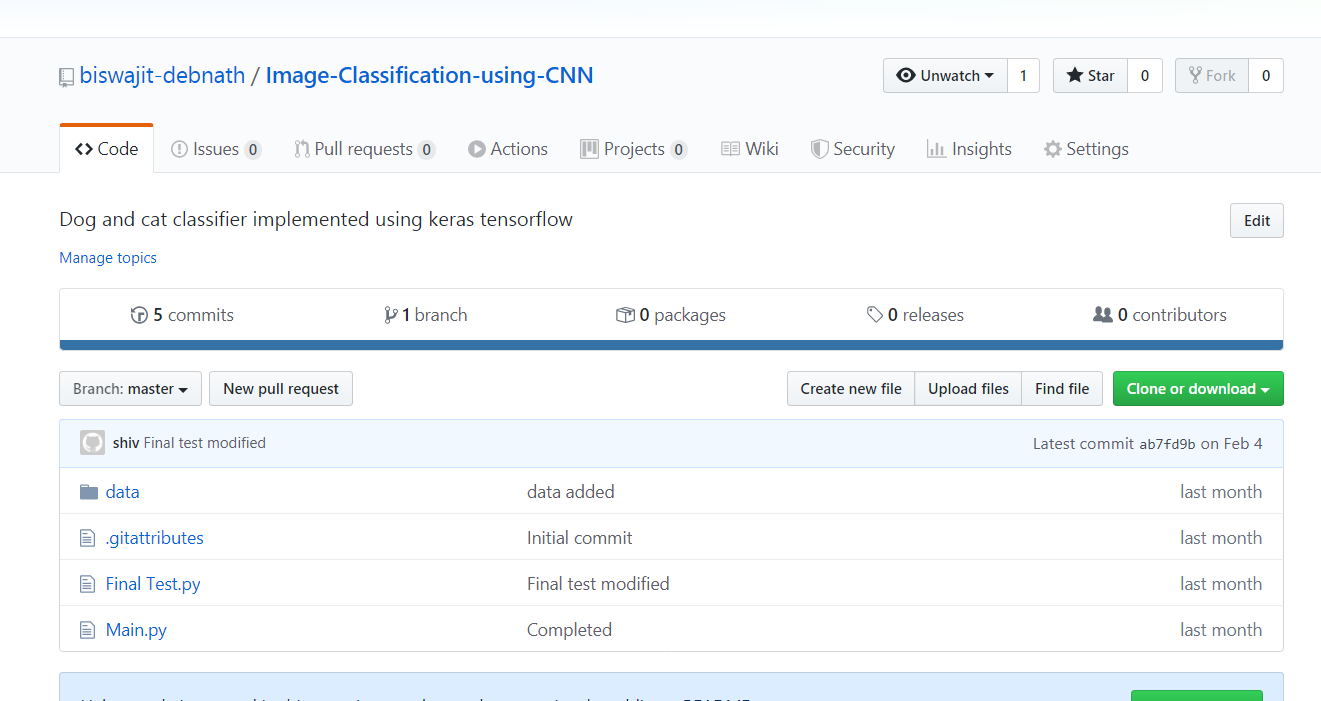 biswajit-debnath / Image-Classification-using-CNN
Unwatch 1 Star 0 Fork 0
Code Issues 0 Pull requests 0 Actions Projects 0 Wiki Security Insights Settings
Dog and cat classifier implemented using keras tensorflow
Edit
Manage topics
5 commits 1 branch 0 packages 0 releases 0 contributors
Branch: master New pull request Create new file Upload files Find file Clone or download
shiv Final test modified Latest commit ab7fd9b on Feb 4
data data added last month
.gitattributes Initial commit last month
Final Test.py Final test modified last month
Main.py Completed last month